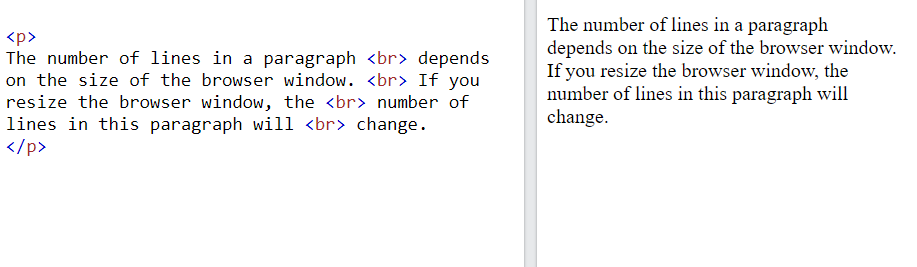 <p>
The number of lines in a paragraph <br> depends
on the size of the browser window. <br> If you
resize the browser window, the <br> number of
lines in this paragraph will <br> change.
</p>
The number of lines in a paragraph
depends on the size of the browser window.
If you resize the browser window, the
number of lines in this paragraph will
change.